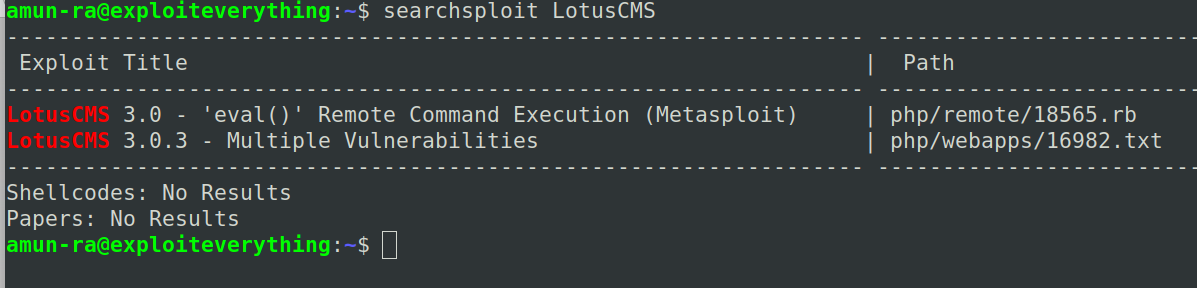 amun-ra@exploiteverything:~$ searchsploit LotusCMS
--------------------------------------------------------------------- -------------------------
Exploit Title | Path
--------------------------------------------------------------------- -------------------------
LotusCMS 3.0 - 'eval()' Remote Command Execution (Metasploit) | php/remote/18565.rb
LotusCMS 3.0.3 - Multiple Vulnerabilities | php/webapps/16982.txt
--------------------------------------------------------------------- -------------------------
Shellcodes: No Results
Papers: No Results
amun-ra@exploiteverything:~$